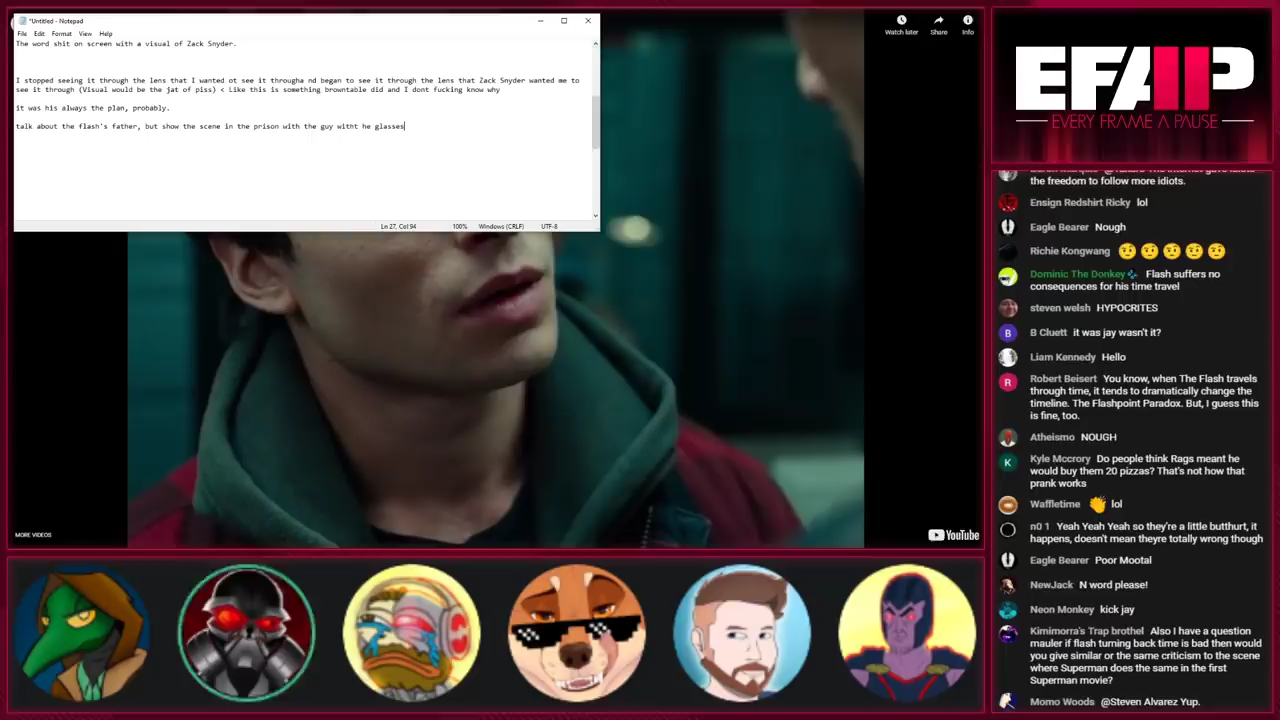 *Untitled - Notepad
File Edit Format View Help
The word shit on screen with a visual of Zack Snyder.
I stopped seeing it through the lens that I wanted ot see it througha nd began to see it through the lens that Zack Snyder wanted me to
see it through (Visual would be the jat of piss) < Like this is something browntable did and I dont fucking know why
it was his always the plan, probably.
talk about the flash's father, but show the scene in the prison with the guy witht he glasses
Ln 27, Col 94 100% Windows (CRLF) UTF-8
Watch later Share Info
MORE VIDEOS
YouTube
EFAP
EVERY FRAME A PAUSE
the freedom to follow more idiots.
Ensign Redshirt Ricky lol
Eagle Bearer Nough
Richie Kongwang 🤨🤨🤨🤨🤨
Dominic The Donkey Flash suffers no
consequences for his time travel
steven welsh HYPOCRITES
B Cluett it was jay wasn't it?
Liam Kennedy Hello
Robert Beisert You know, when The Flash travels
through time, it tends to dramatically change the
timeline. The Flashpoint Paradox. But, I guess this
is fine, too.
Atheismo NOUGH
Kyle Mccrory Do people think Rags meant he
would buy them 20 pizzas? That's not how that
prank works
Waffletime 👏 lol
n0 1 Yeah Yeah Yeah so they're a little butthurt, it
happens, doesn't mean theyre totally wrong though
Eagle Bearer Poor Mootal
NewJack N word please!
Neon Monkey kick jay
Kimimorra's Trap brothel Also I have a question
mauler if flash turning back time is bad then would
you give similar or the same criticism to the scene
where Superman does the same in the first
Superman movie?
Momo Woods @Steven Alvarez Yup.